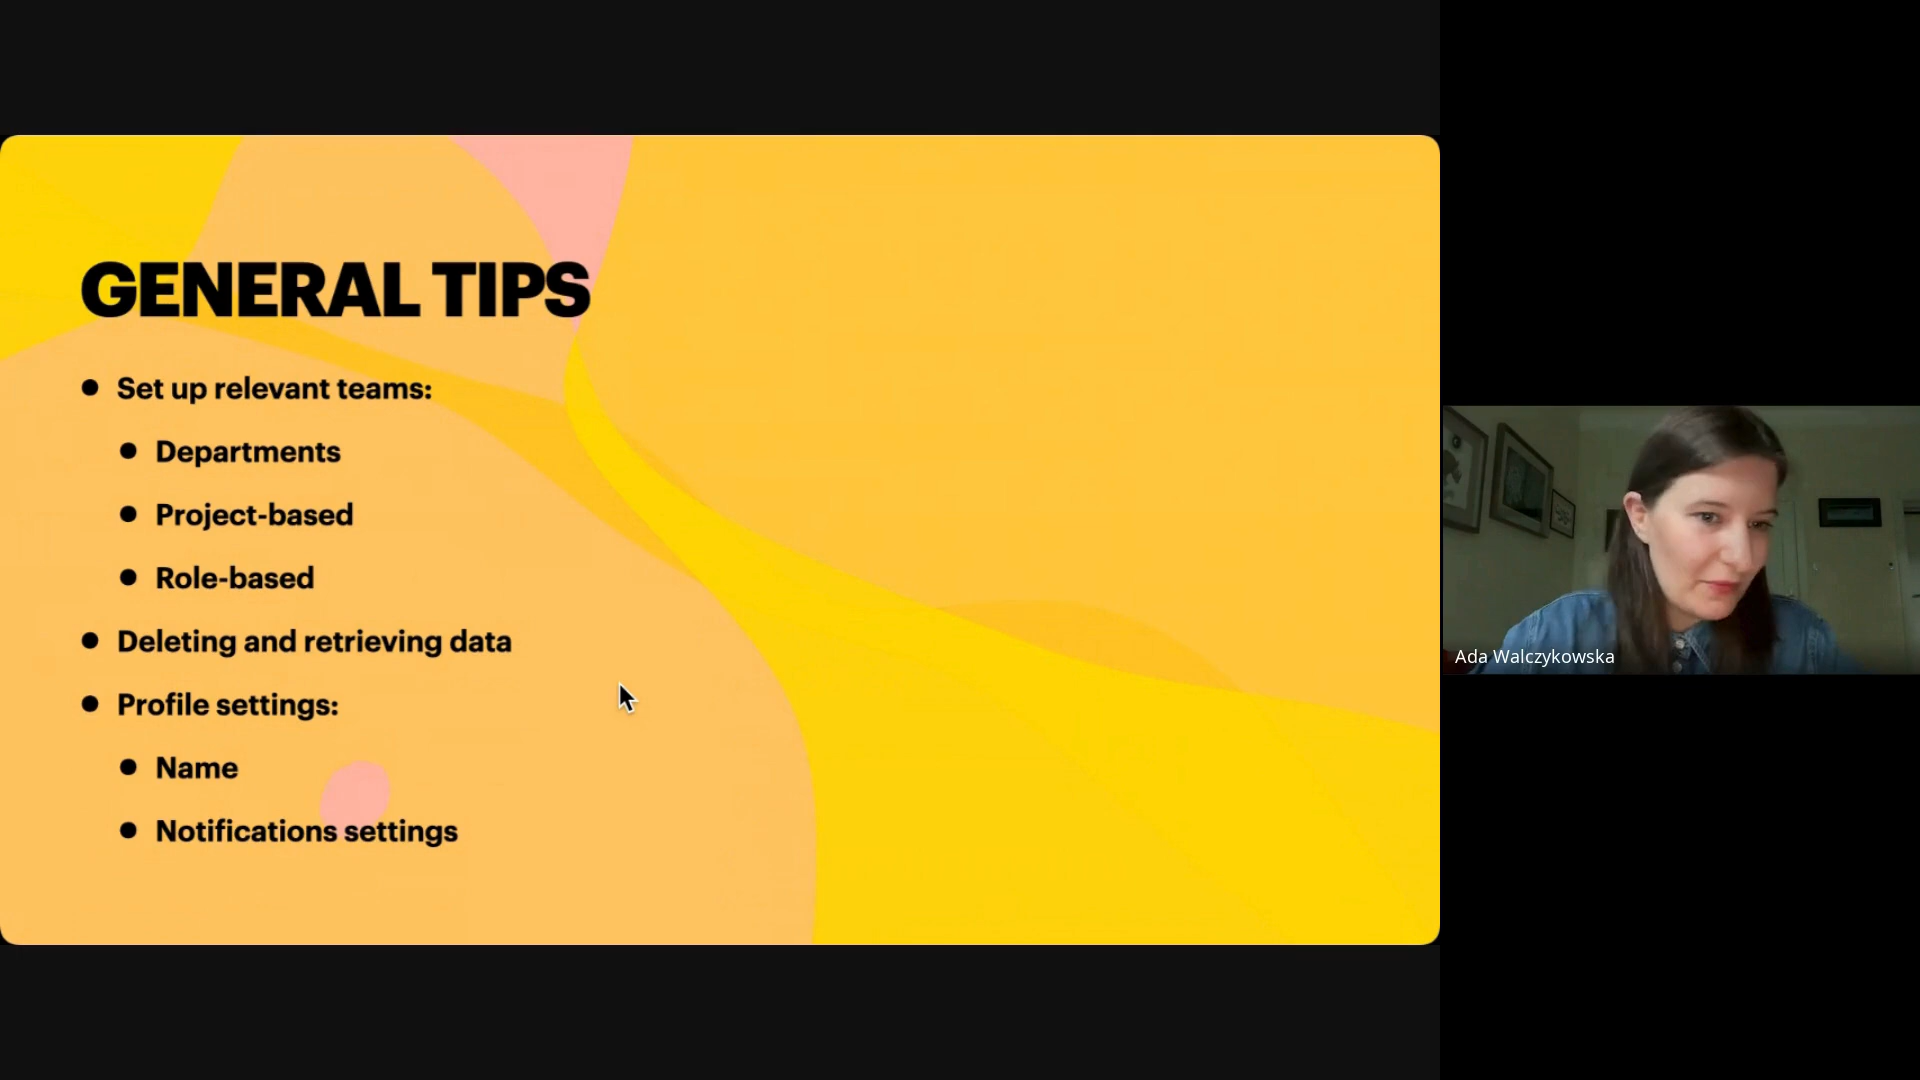 GENERAL TIPS
● Set up relevant teams:
● Departments
● Project-based
● Role-based
● Deleting and retrieving data
● Profile settings:
● Name
● Notifications settings
Ada Walczykowska